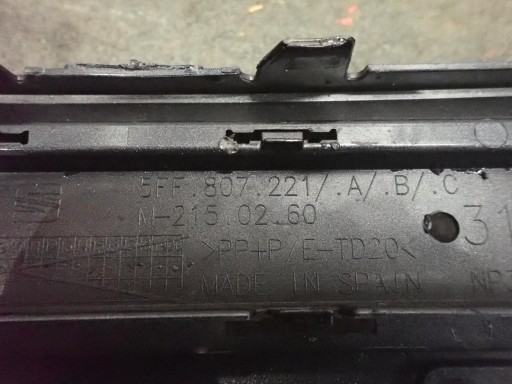 5FF.807.221/.A/.B/.C
M-215.02.60
31
>PP+P/E-TD20<
MADE IN SPAIN